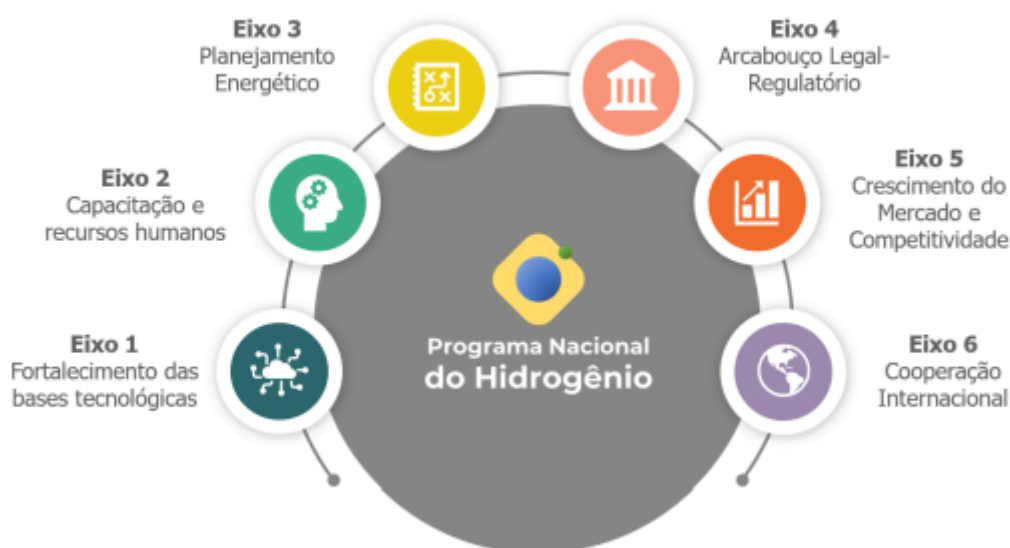 Eixo 1
Fortalecimento das
bases tecnológicas
Eixo 2
Capacitação e
recursos humanos
Eixo 3
Planejamento
Energético
Eixo 4
Arcabouço Legal-
Regulatório
Eixo 5
Crescimento do
Mercado e
Competitividade
Eixo 6
Cooperação
Internacional
Programa Nacional
do Hidrogênio